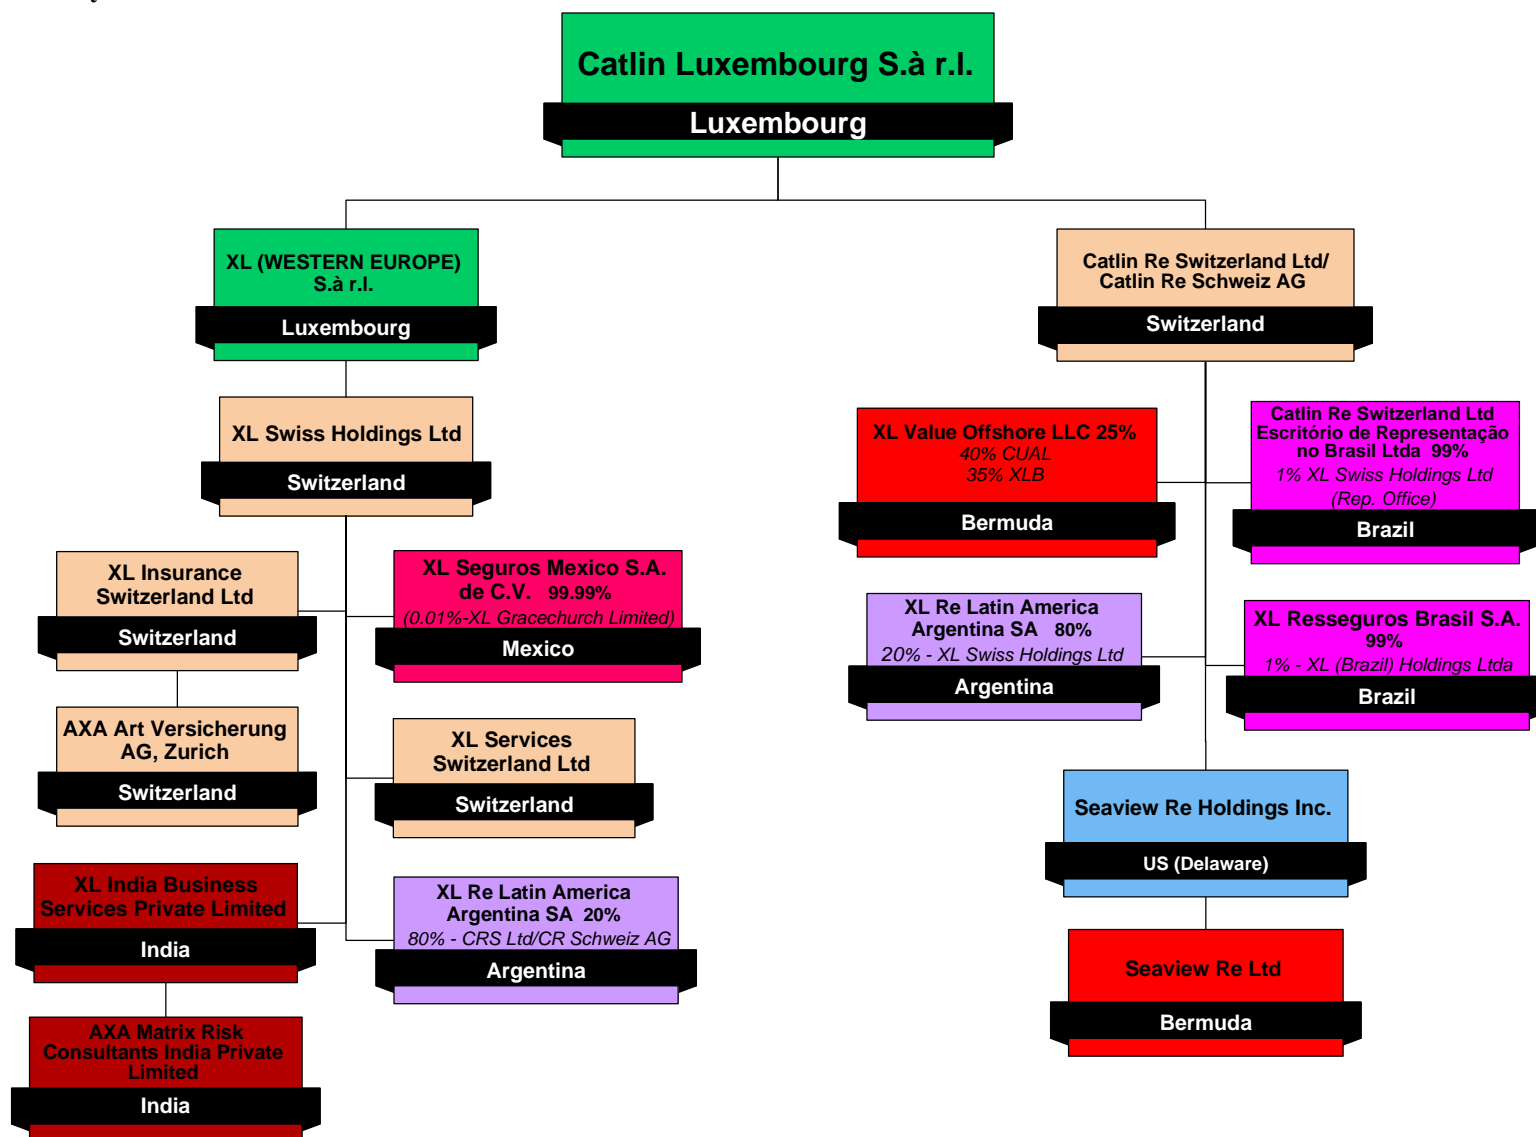 Catlin Luxembourg S.à r.l.
Luxembourg
XL (WESTERN EUROPE)
S.à r.l.
Luxembourg
Catlin Re Switzerland Ltd/
Catlin Re Schweiz AG
Switzerland
XL Swiss Holdings Ltd
Switzerland
XL Value Offshore LLC 25%
40% CUAL
35% XLB
Bermuda
Catlin Re Switzerland Ltd
Escritório de Representação
no Brasil Ltda 99%
1% XL Swiss Holdings Ltd
(Rep. Office)
Brazil
XL Insurance
Switzerland Ltd
Switzerland
XL Seguros Mexico S.A.
de C.V. 99.99%
(0.01%-XL Gracechurch Limited)
Mexico
XL Re Latin America
Argentina SA 80%
20% - XL Swiss Holdings Ltd
Argentina
XL Resseguros Brasil S.A.
99%
1% - XL (Brazil) Holdings Ltda
Brazil
AXA Art Versicherung
AG, Zurich
Switzerland
XL Services
Switzerland Ltd
Switzerland
Seaview Re Holdings Inc.
US (Delaware)
XL India Business
Services Private Limited
India
XL Re Latin America
Argentina SA 20%
80% - CRS Ltd/CR Schweiz AG
Argentina
Seaview Re Ltd
Bermuda
AXA Matrix Risk
Consultants India Private
Limited
India